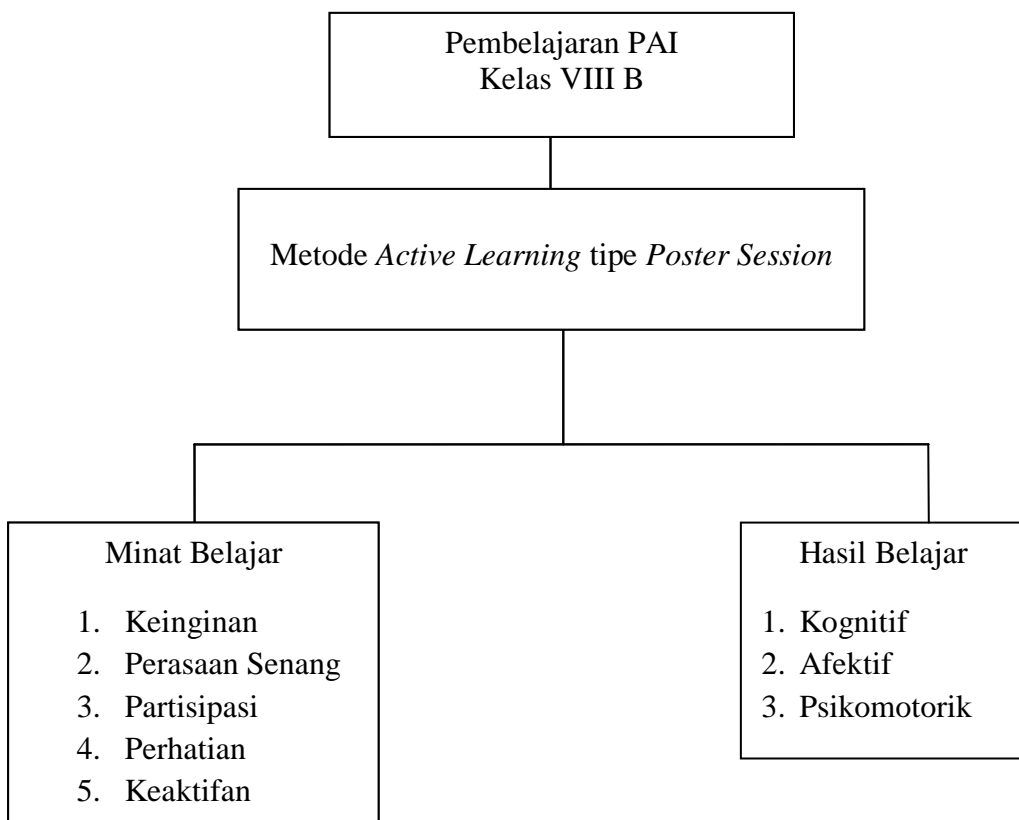 Pembelajaran PAI
Kelas VIII B
Metode Active Learning tipe Poster Session
Minat Belajar
1. Keinginan
2. Perasaan Senang
3. Partisipasi
4. Perhatian
5. Keaktifan
Hasil Belajar
1. Kognitif
2. Afektif
3. Psikomotorik